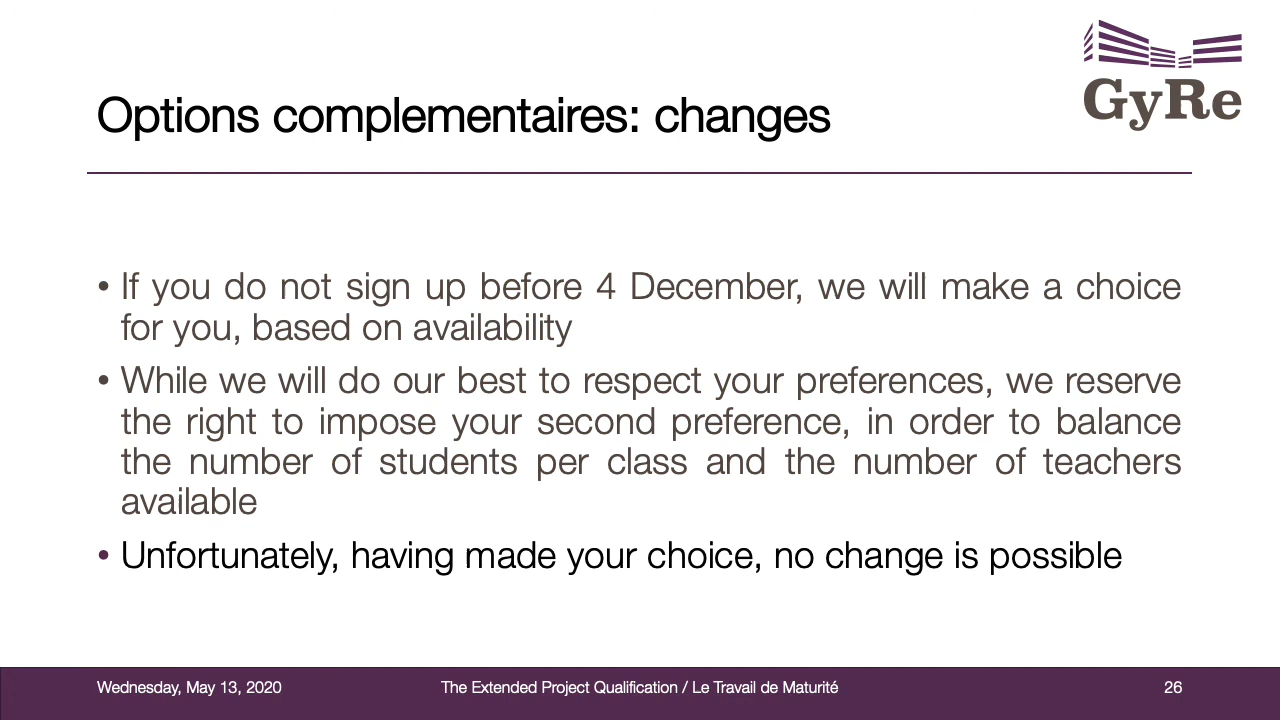 GyRe
Options complementaires: changes
• If you do not sign up before 4 December, we will make a choice
for you, based on availability
• While we will do our best to respect your preferences, we reserve
the right to impose your second preference, in order to balance
the number of students per class and the number of teachers
available
• Unfortunately, having made your choice, no change is possible
Wednesday, May 13, 2020
The Extended Project Qualification / Le Travail de Maturité
26